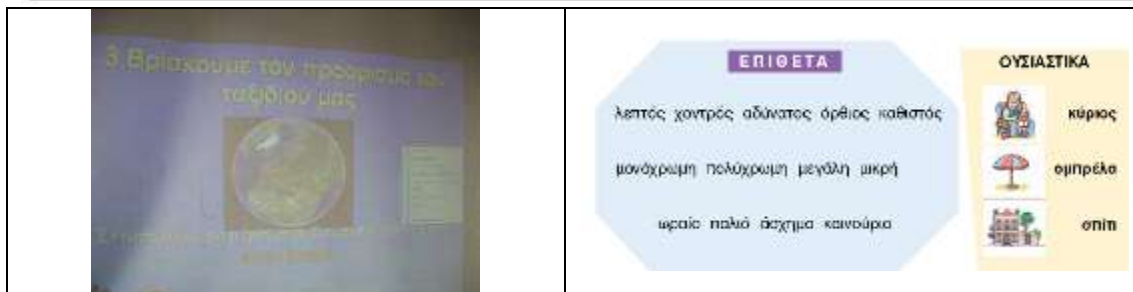 3.Βρίσκουμε τον προορισμό του
ταξιδιού μας
ΕΠΙΘΕΤΑ
λεπτός χοντρός αδύνατος όρθιος καθιστός
μονόχρωμη πολύχρωμη μεγάλη μικρή
ωραίο παλιό άσχημο καινούριο
ΟΥΣΙΑΣΤΙΚΑ
κύριος
ομπρέλα
σπίτι